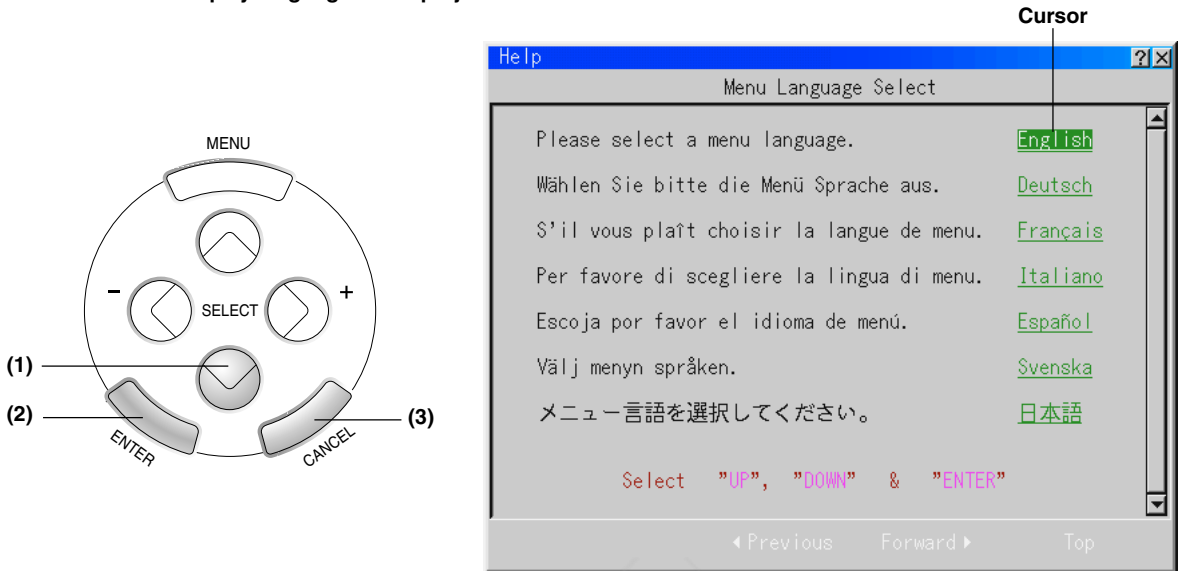 Cursor
MENU
-
SELECT
+
(1)
(2)
(3)
ENTER
CANCEL
Help
?
Menu Language Select
Please select a menu language. English
Wählen Sie bitte die Menü Sprache aus. Deutsch
S'il vous plaît choisir la langue de menu. Français
Per favore di scegliere la lingua di menu. Italiano
Escoja por favor el idioma de menú. Español
Välj menyn språken. Svenska
メニュー言語を選択してください。 日本語
Select "UP", "DOWN" & "ENTER"
Previous Forward Top